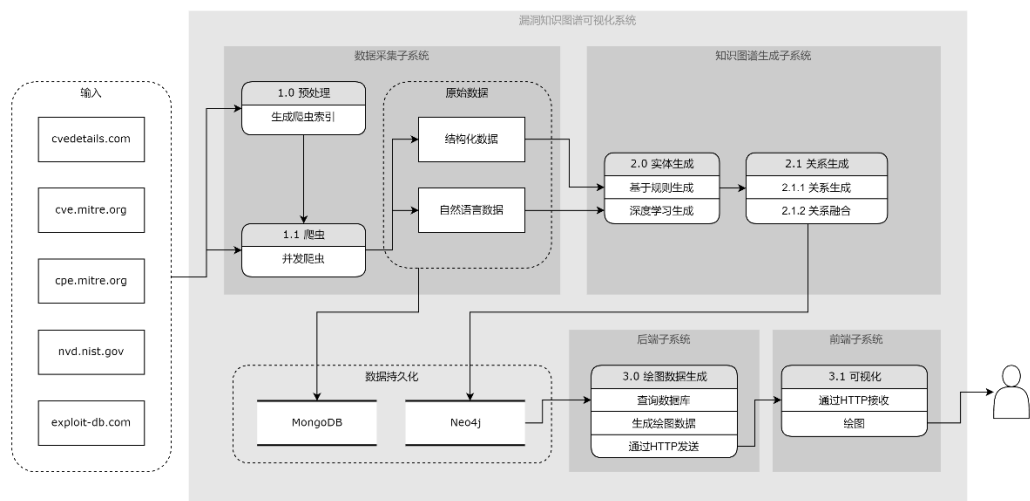 漏洞知识图谱可视化系统
输入
cvedetails.com
cve.mitre.org
cpe.mitre.org
nvd.nist.gov
exploit-db.com
数据采集子系统
1.0 预处理
生成爬虫索引
1.1 爬虫
并发爬虫
原始数据
结构化数据
自然语言数据
知识图谱生成子系统
2.0 实体生成
基于规则生成
深度学习生成
2.1 关系生成
2.1.1 关系生成
2.1.2 关系融合
数据持久化
MongoDB
Neo4j
后端子系统
3.0 绘图数据生成
查询数据库
生成绘图数据
通过HTTP发送
前端子系统
3.1 可视化
通过HTTP接收
绘图